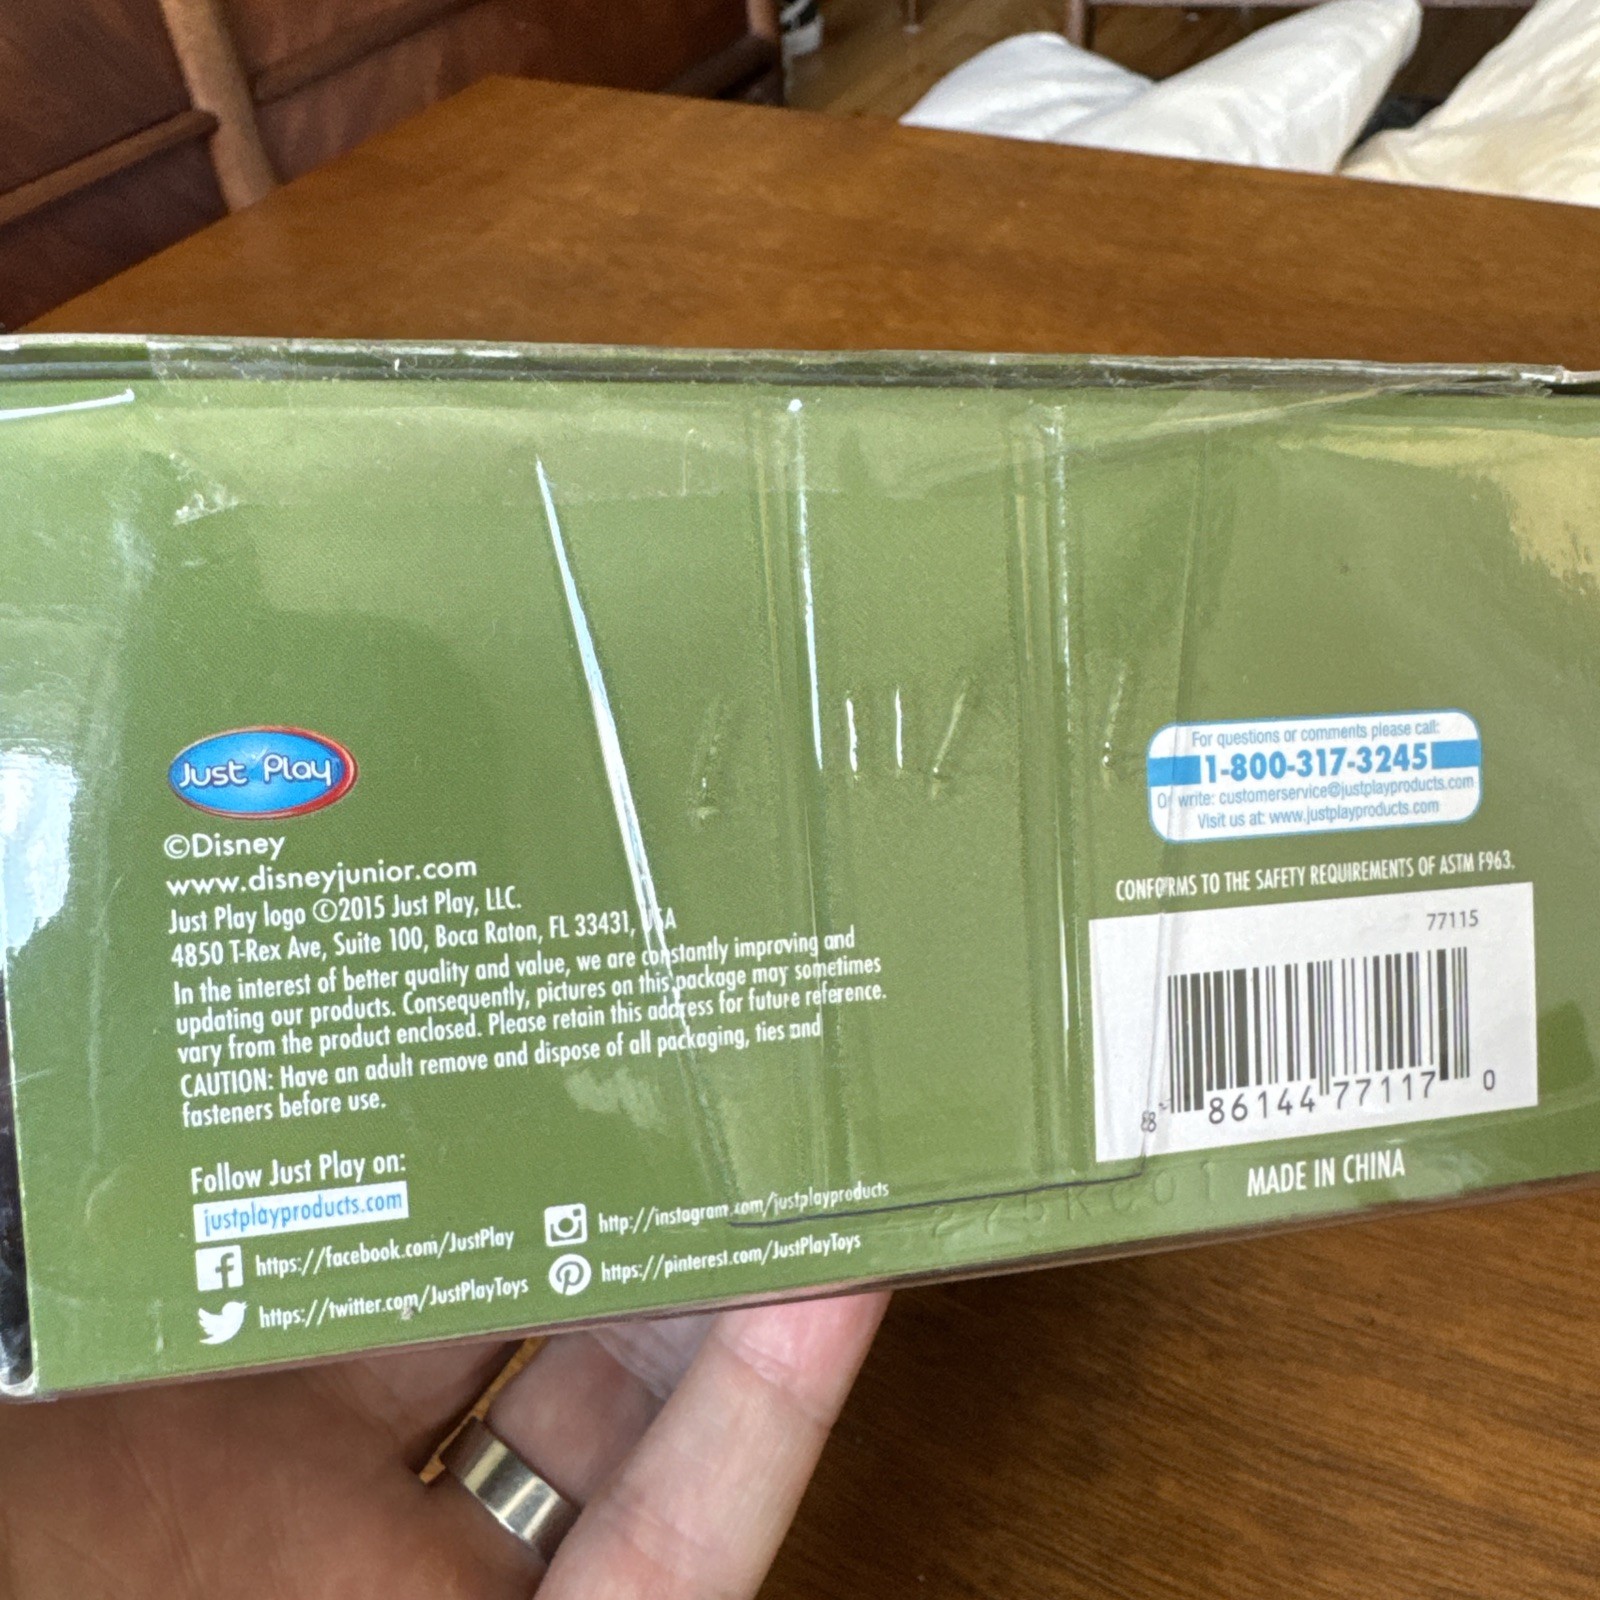 Just Play
©Disney
www.disneyjunior.com
Just Play logo ©2015 Just Play, LLC.
4850 T-Rex Ave, Suite 100, Boca Raton, FL 33431, USA
In the interest of better quality and value, we are constantly improving and
updating our products. Consequently, pictures on this package may sometimes
vary from the product enclosed. Please retain this address for future reference.
CAUTION: Have an adult remove and dispose of all packaging, ties and
fasteners before use.
Follow Just Play on:
justplayproducts.com
https://facebook.com/JustPlay
https://twitter.com/JustPlayToys
http://instagram.com/justplayproducts
https://pinterest.com/JustPlayToys
For questions or comments please call:
1-800-317-3245
Or write: customerservice@justplayproducts.com
Visit us at: www.justplayproducts.com
CONFORMS TO THE SAFETY REQUIREMENTS OF ASTM F963.
77115
86144 77117 0
MADE IN CHINA